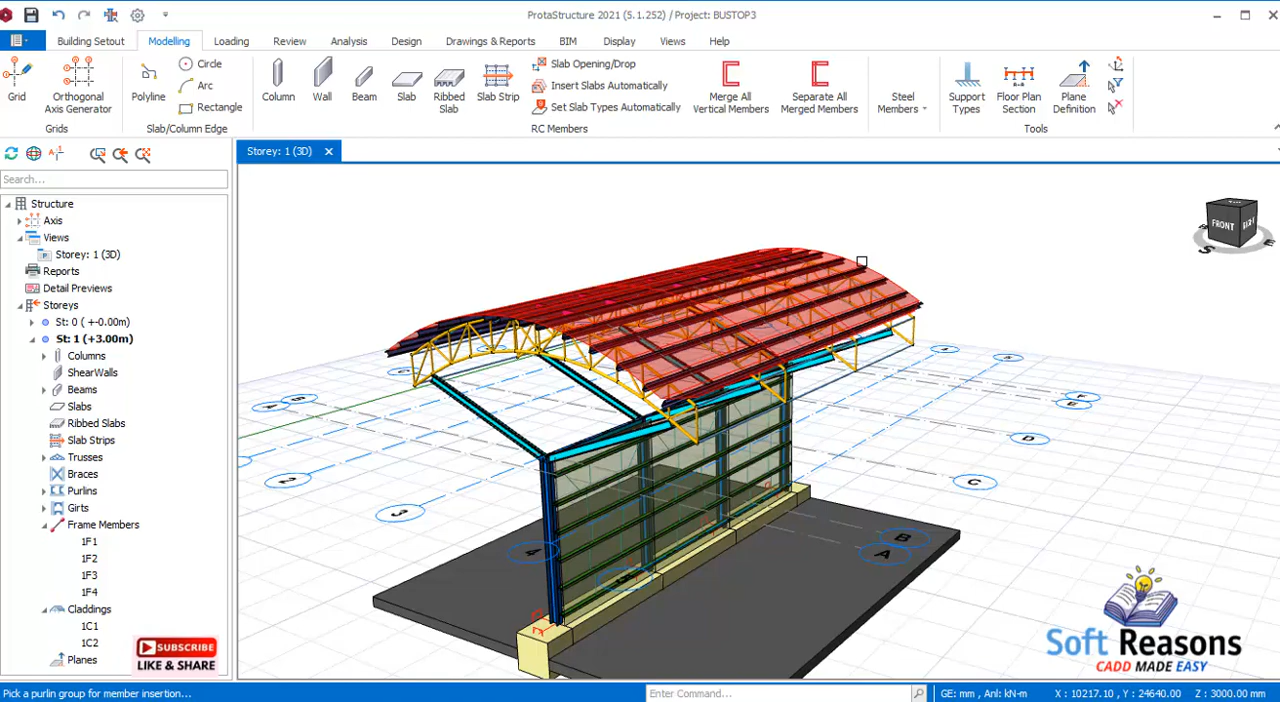 ProtaStructure 2021 (5.1.252) / Project: BUSTOP3
Building Setout Modelling Loading Review Analysis Design Drawings & Reports BIM Display Views Help
Grid
Orthogonal
Axis Generator
Grids
Polyline
Circle
Arc
Rectangle
Slab/Column Edge
Column
Wall
Beam
Slab
Ribbed
Slab
Slab Strip
Slab Opening/Drop
Insert Slabs Automatically
Set Slab Types Automatically
Merge All
Vertical Members
Separate All
Merged Members
RC Members
Steel
Members
Support
Types
Floor Plan
Section
Plane
Definition
Tools
Storey: 1 (3D)
Search...
Structure
Axis
Views
Storey: 1 (3D)
Reports
Detail Previews
Storeys
St: 0 ( +-0.00m)
St: 1 (+3.00m)
Columns
ShearWalls
Beams
Slabs
Ribbed Slabs
Slab Strips
Trusses
Braces
Purlins
Girts
Frame Members
1F1
1F2
1F3
1F4
Claddings
1C1
1C2
Planes
SUBSCRIBE
LIKE & SHARE
FRONT
S
E
F
E
D
C
B
A
2
3
4
Soft Reasons
CADD MADE EASY
Pick a purlin group for member insertion...
Enter Command...
GE: mm, Anl: kN-m
X : 10217.10 , Y : 24640.00
Z : 3000.00 mm